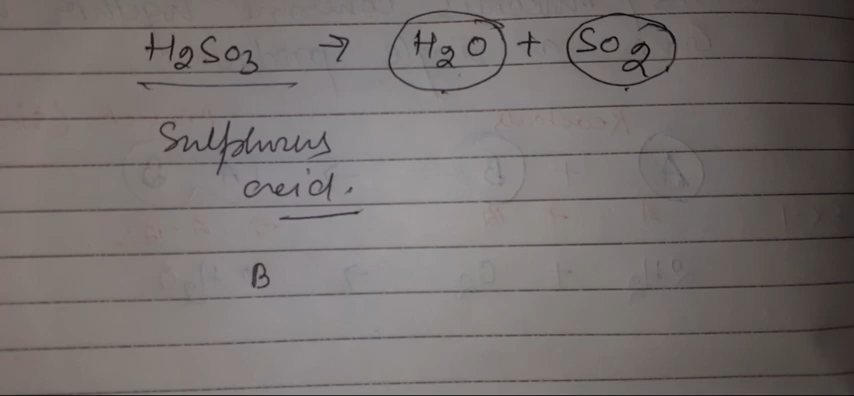 H2SO3 → H2O + SO2
Sulphurus
acid.
B